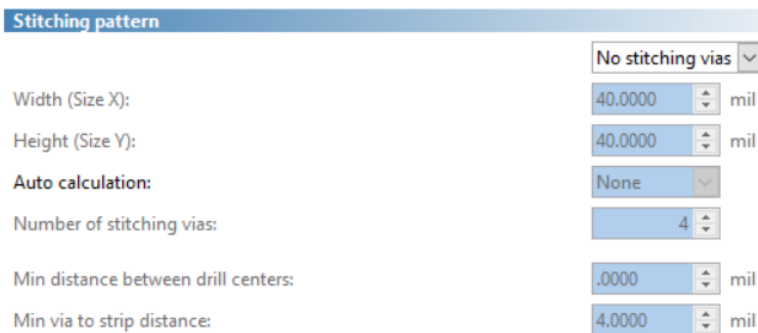 Stitching pattern
No stitching vias
Width (Size X): 40.0000 mil
Height (Size Y): 40.0000 mil
Auto calculation: None
Number of stitching vias: 4
Min distance between drill centers: .0000 mil
Min via to strip distance: 4.0000 mil